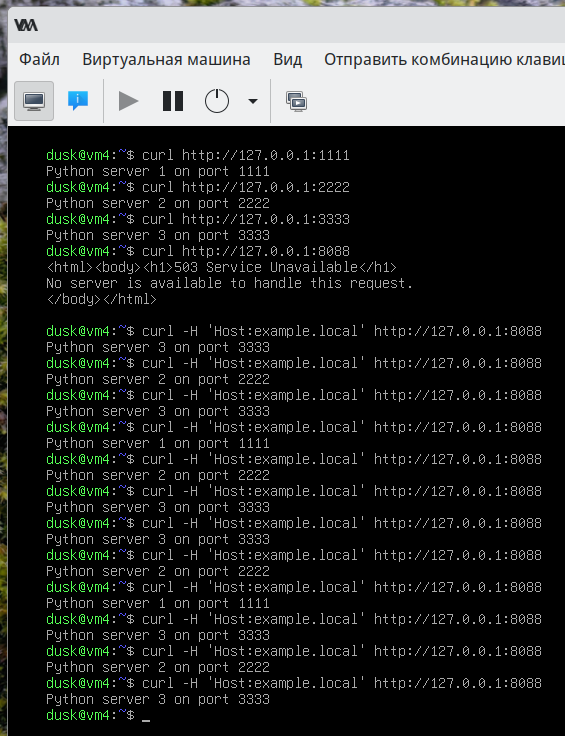 Файл Виртуальная машина Вид Отправить комбинацию клави
dusk@vm4:~$ curl http://127.0.0.1:1111
Python server 1 on port 1111
dusk@vm4:~$ curl http://127.0.0.1:2222
Python server 2 on port 2222
dusk@vm4:~$ curl http://127.0.0.1:3333
Python server 3 on port 3333
dusk@vm4:~$ curl http://127.0.0.1:8088
<html><body><h1>503 Service Unavailable</h1>
No server is available to handle this request.
</body></html>
dusk@vm4:~$ curl -H 'Host:example.local' http://127.0.0.1:8088
Python server 3 on port 3333
dusk@vm4:~$ curl -H 'Host:example.local' http://127.0.0.1:8088
Python server 2 on port 2222
dusk@vm4:~$ curl -H 'Host:example.local' http://127.0.0.1:8088
Python server 3 on port 3333
dusk@vm4:~$ curl -H 'Host:example.local' http://127.0.0.1:8088
Python server 1 on port 1111
dusk@vm4:~$ curl -H 'Host:example.local' http://127.0.0.1:8088
Python server 2 on port 2222
dusk@vm4:~$ curl -H 'Host:example.local' http://127.0.0.1:8088
Python server 3 on port 3333
dusk@vm4:~$ curl -H 'Host:example.local' http://127.0.0.1:8088
Python server 3 on port 3333
dusk@vm4:~$ curl -H 'Host:example.local' http://127.0.0.1:8088
Python server 2 on port 2222
dusk@vm4:~$ curl -H 'Host:example.local' http://127.0.0.1:8088
Python server 1 on port 1111
dusk@vm4:~$ curl -H 'Host:example.local' http://127.0.0.1:8088
Python server 3 on port 3333
dusk@vm4:~$ curl -H 'Host:example.local' http://127.0.0.1:8088
Python server 2 on port 2222
dusk@vm4:~$ curl -H 'Host:example.local' http://127.0.0.1:8088
Python server 3 on port 3333
dusk@vm4:~$ _